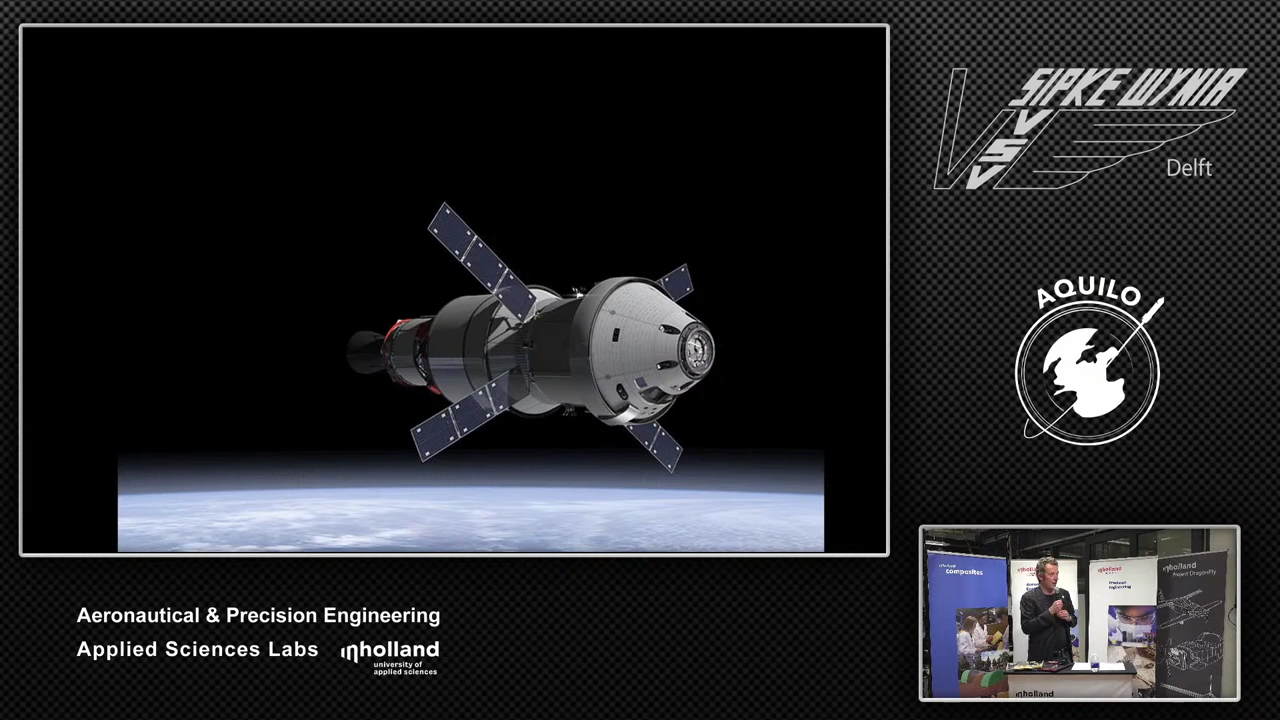 SIPKE WYNIA
VSV
Delft
AQUILO
composites
inholland
inholland
inholland
Project DragonFly
Aeronautical & Precision Engineering
Applied Sciences Labs
inholland
university of
applied sciences
inholland